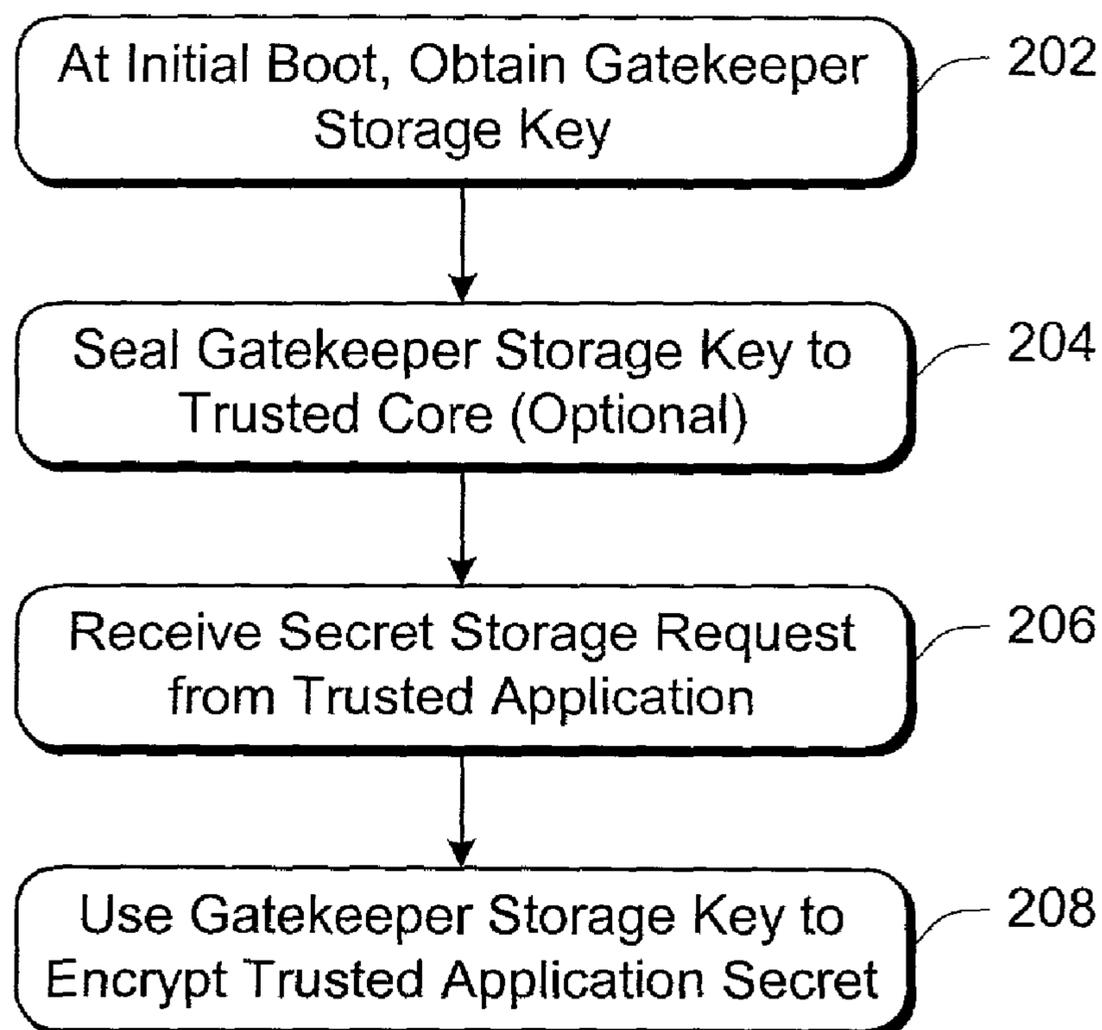 At Initial Boot, Obtain Gatekeeper
Storage Key
202
Seal Gatekeeper Storage Key to
Trusted Core (Optional)
204
Receive Secret Storage Request
from Trusted Application
206
Use Gatekeeper Storage Key to
Encrypt Trusted Application Secret
208